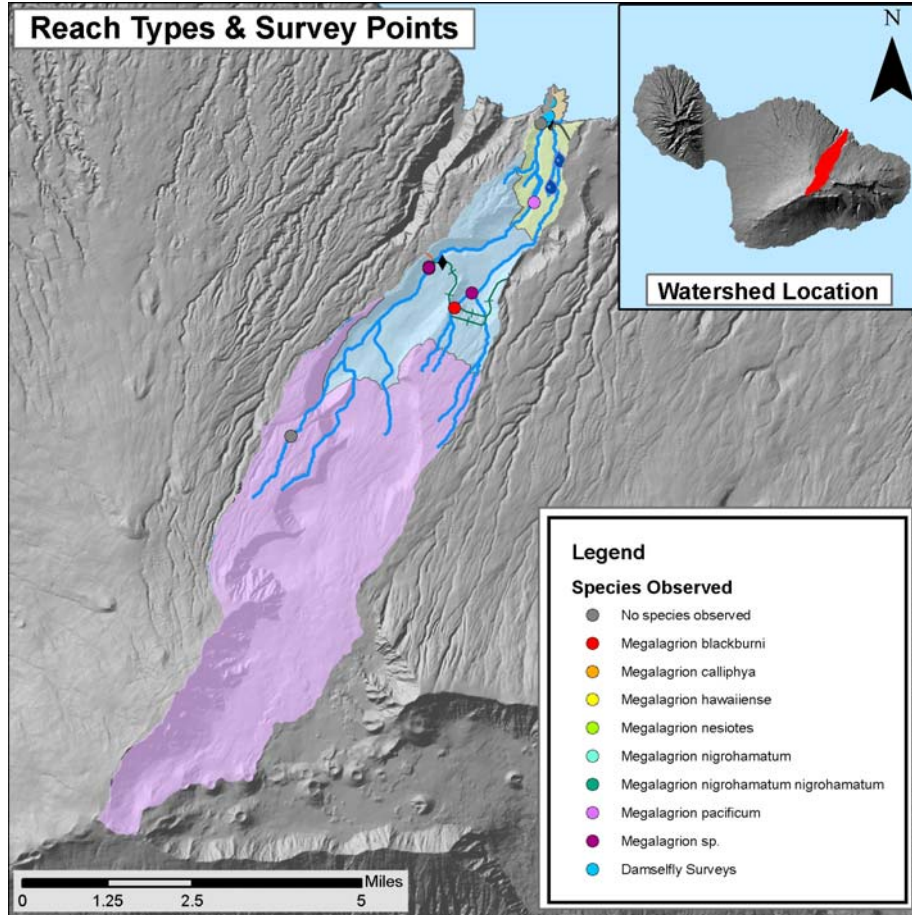 Reach Types & Survey Points
N
Watershed Location
Legend
Species Observed
No species observed
Megalagrion blackburni
Megalagrion calliphya
Megalagrion hawaiiense
Megalagrion nesiotes
Megalagrion nigrohamatum
Megalagrion nigrohamatum nigrohamatum
Megalagrion pacificum
Megalagrion sp.
Damselfly Surveys
Miles
0 1.25 2.5 5